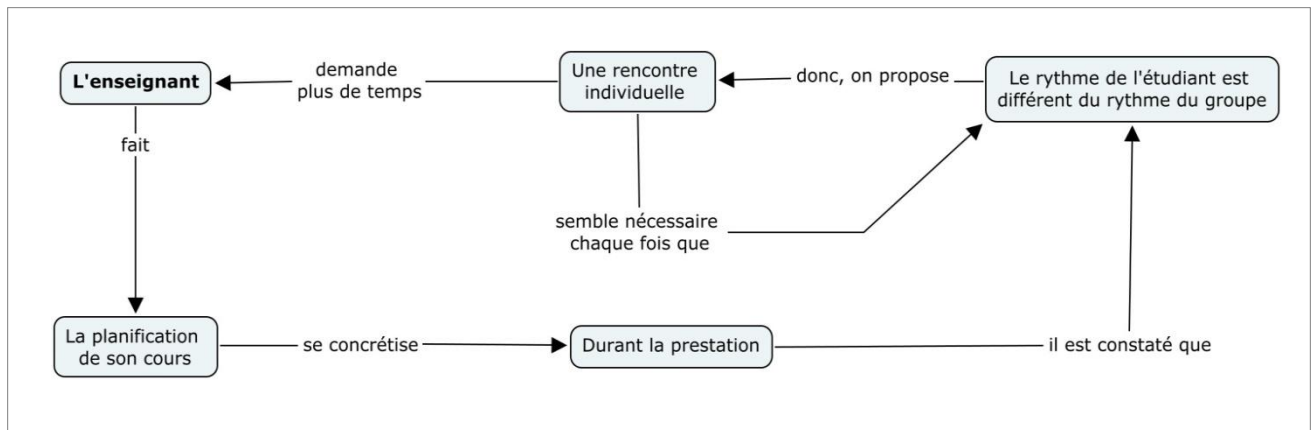 L'enseignant
demande
plus de temps
Une rencontre
individuelle
donc, on propose
Le rythme de l'étudiant est
différent du rythme du groupe
fait
semble nécessaire
chaque fois que
La planification
de son cours
se concrétise
Durant la prestation
il est constaté que